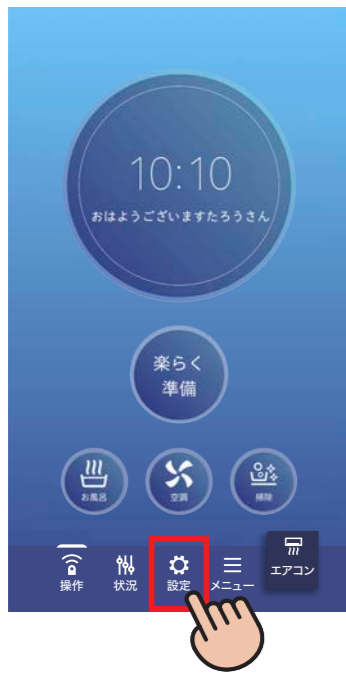 10:10
おはようございますたろうさん
楽らく
準備
お風呂
空調
掃除
操作
状況
設定
メニュー
エアコン